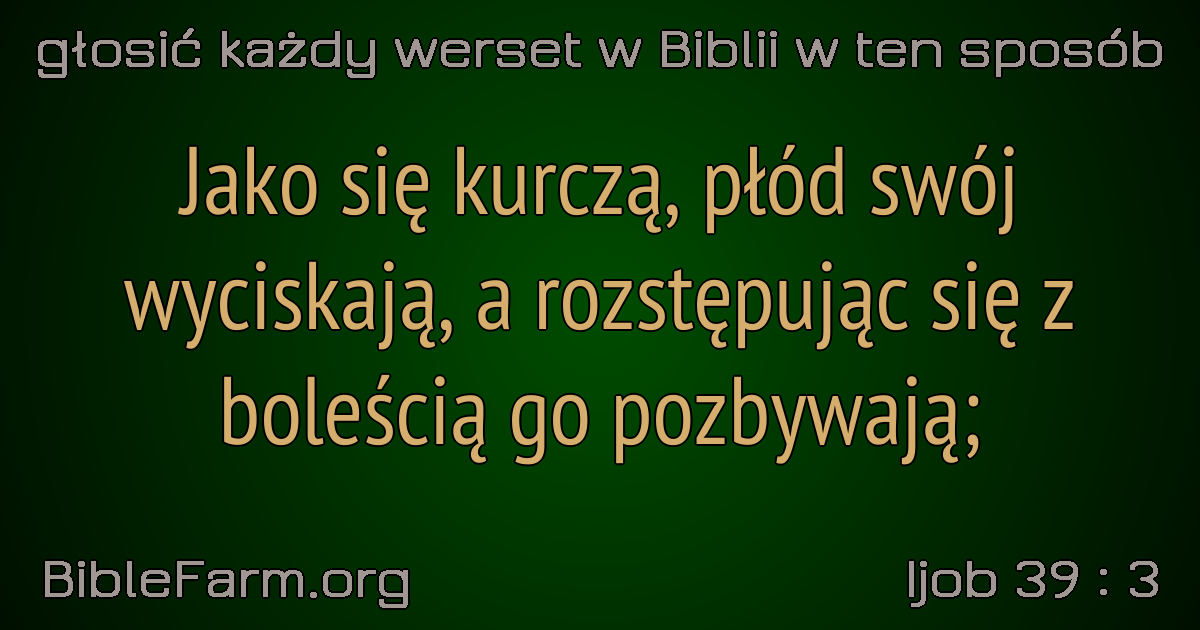 głosić każdy werset w Biblii w ten sposób
Jako się kurczą, płód swój
wyciskają, a rozstępując się z
boleścią go pozbywają;
BibleFarm.org
Ijob 39 : 3